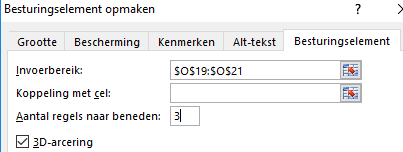 Besturingselement opmaken
Grootte Bescherming Kenmerken Alt-tekst Besturingselement
Invoerbereik: $O$19:$O$21
Koppeling met cel:
Aantal regels naar beneden: 3
3D-arcering